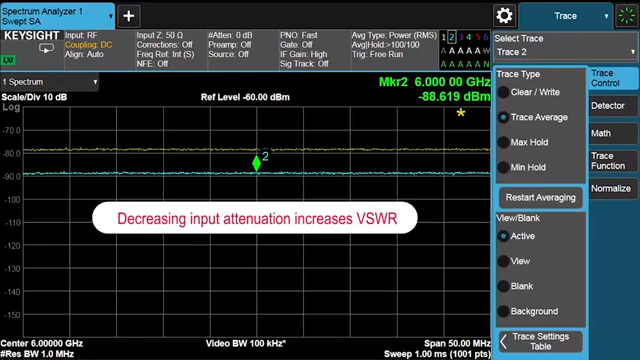 Spectrum Analyzer 1
Swept SA
Trace
KEYSIGHT
LXI
Input: RF
Coupling: DC
Align: Auto
Input Z: 50 Ω
Corrections: Off
Freq Ref: Int (S)
NFE: Off
#Atten: 0 dB
Preamp: Off
Source: Off
PNO: Fast
Gate: Off
IF Gain: High
Sig Track: Off
Avg Type: Power (RMS)
Avg|Hold:>100/100
Trig: Free Run
1 2 3 4 5 6
Select Trace
Trace 2
1 Spectrum
Scale/Div 10 dB
Ref Level -60.00 dBm
Mkr2 6.000 00 GHz
-88.619 dBm
Log
-70.0
-80.0
-90.0
-100
-110
-120
-130
-140
-150
2
Decreasing input attenuation increases VSWR
Center 6.00000 GHz
#Res BW 1.0 MHz
Video BW 100 kHz*
Span 50.00 MHz
Sweep 1.00 ms (1001 pts)
Trace Type
Clear / Write
Trace Average
Max Hold
Min Hold
Restart Averaging
View/Blank
Active
View
Blank
Background
Trace Settings
Table
Trace
Control
Detector
Math
Trace
Function
Normalize